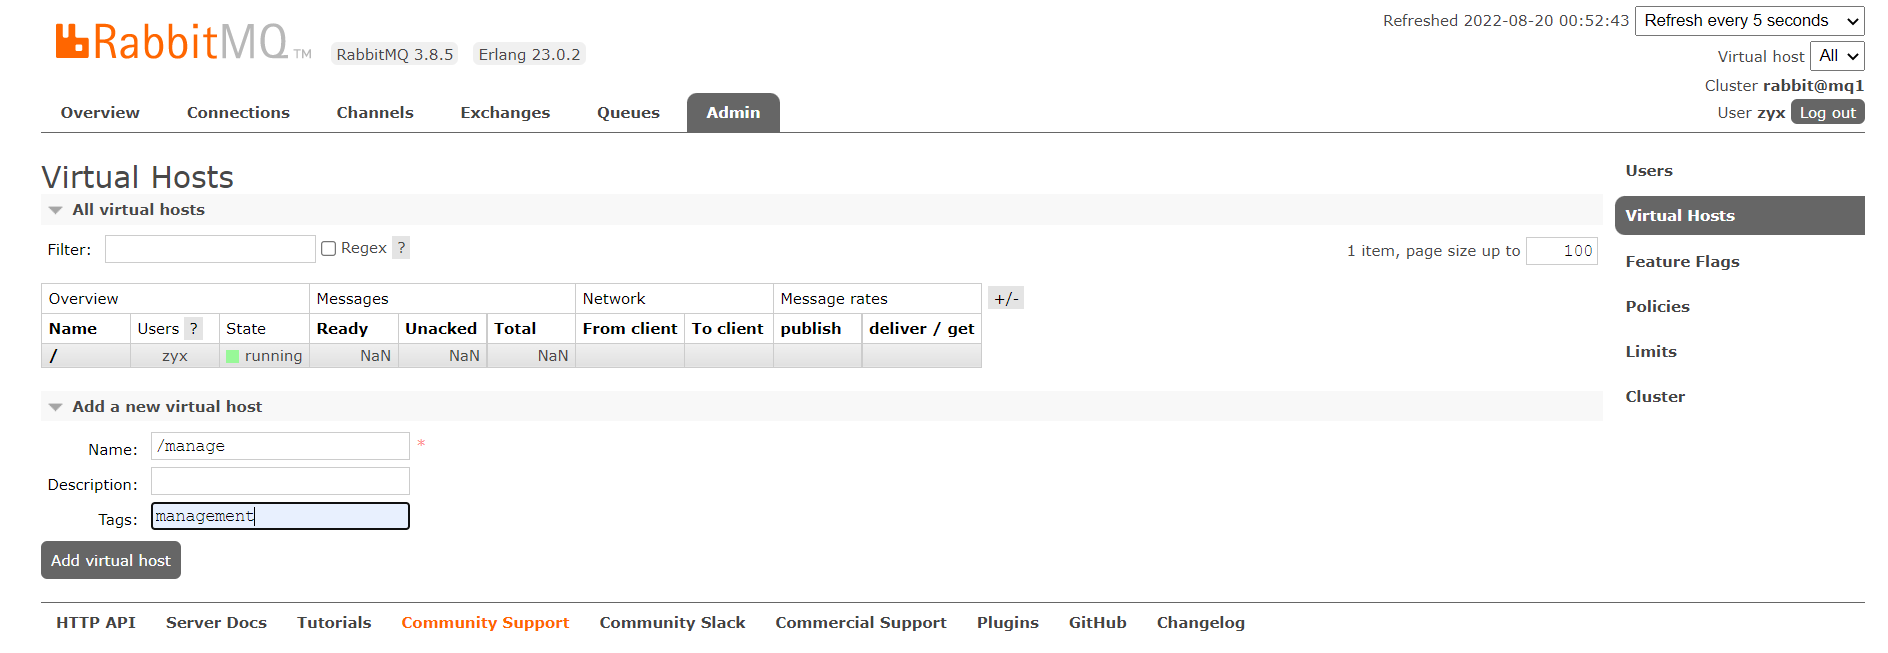 RabbitMQ TM RabbitMQ 3.8.5 Erlang 23.0.2
Refreshed 2022-08-20 00:52:43 Refresh every 5 seconds
Virtual host All
Cluster rabbit@mq1
User zyx Log out
Overview Connections Channels Exchanges Queues Admin
Virtual Hosts
All virtual hosts
Filter: Regex ? 1 item, page size up to 100
Overview Messages Network Message rates +/-
Name Users ? State Ready Unacked Total From client To client publish deliver / get
/ zyx running NaN NaN NaN
Add a new virtual host
Name: /manage *
Description:
Tags: management
Add virtual host
Users
Virtual Hosts
Feature Flags
Policies
Limits
Cluster
HTTP API Server Docs Tutorials Community Support Community Slack Commercial Support Plugins GitHub Changelog